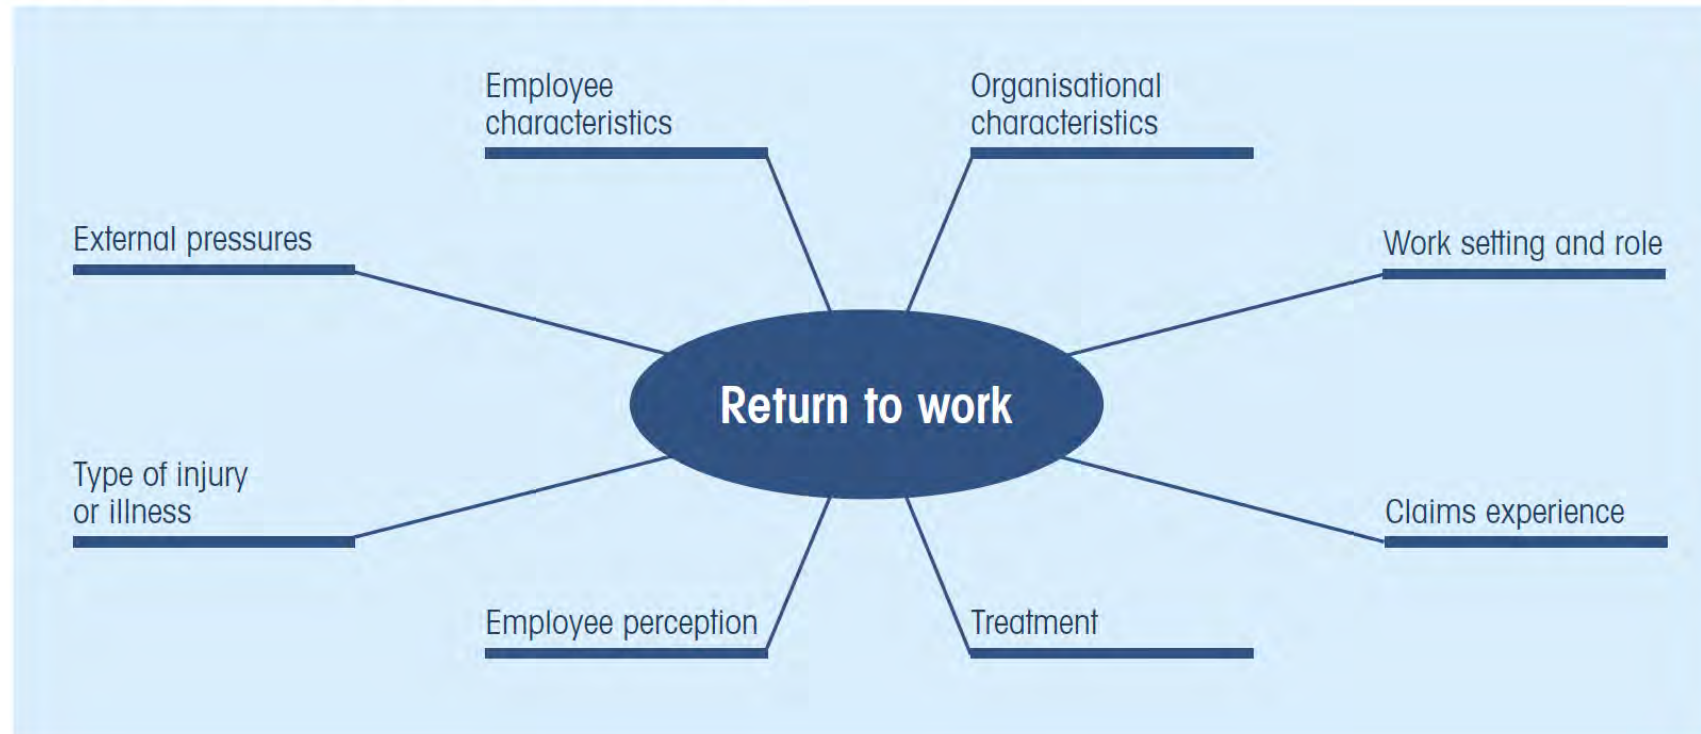 Employee
characteristics
Organisational
characteristics
External pressures
Work setting and role
Return to work
Type of injury
or illness
Claims experience
Employee perception
Treatment